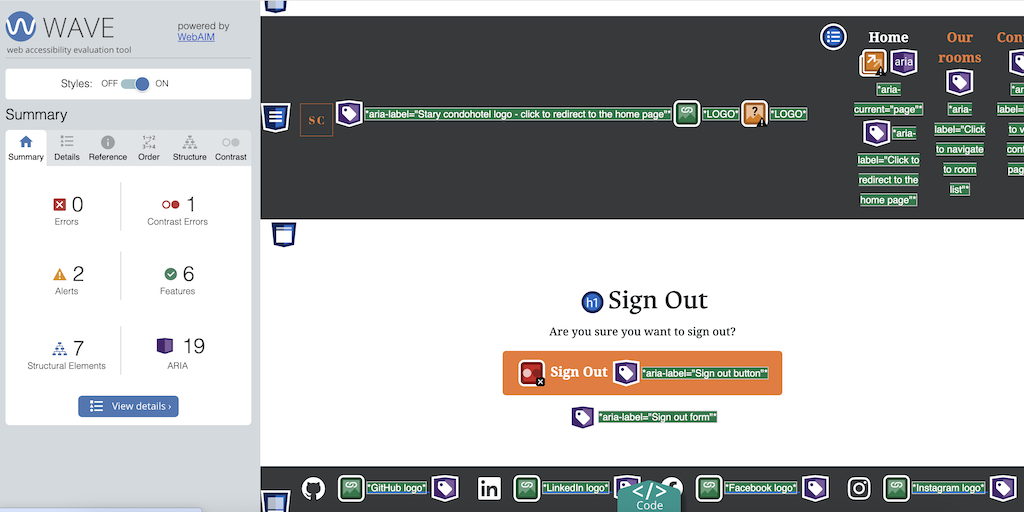 WAVE
web accessibility evaluation tool
powered by
WebAIM
Styles: OFF ON
Summary
Summary Details Reference Order Structure Contrast
0
Errors
1
Contrast Errors
2
Alerts
6
Features
7
Structural Elements
19
ARIA
View details ›
SC
*aria-label="Stary condohotel logo - click to redirect to the home page"*
*LOGO*
*LOGO*
Home
aria
*aria-
current="page"*
*aria-
label="Click to
redirect to the
home page"*
Our
rooms
*aria-
label="Click
to navigate
to room
list"*
h1 Sign Out
Are you sure you want to sign out?
Sign Out *aria-label="Sign out button"*
*aria-label="Sign out form"*
*GitHub logo*
in *LinkedIn logo*
*Facebook logo*
*Instagram logo*
</>
Code